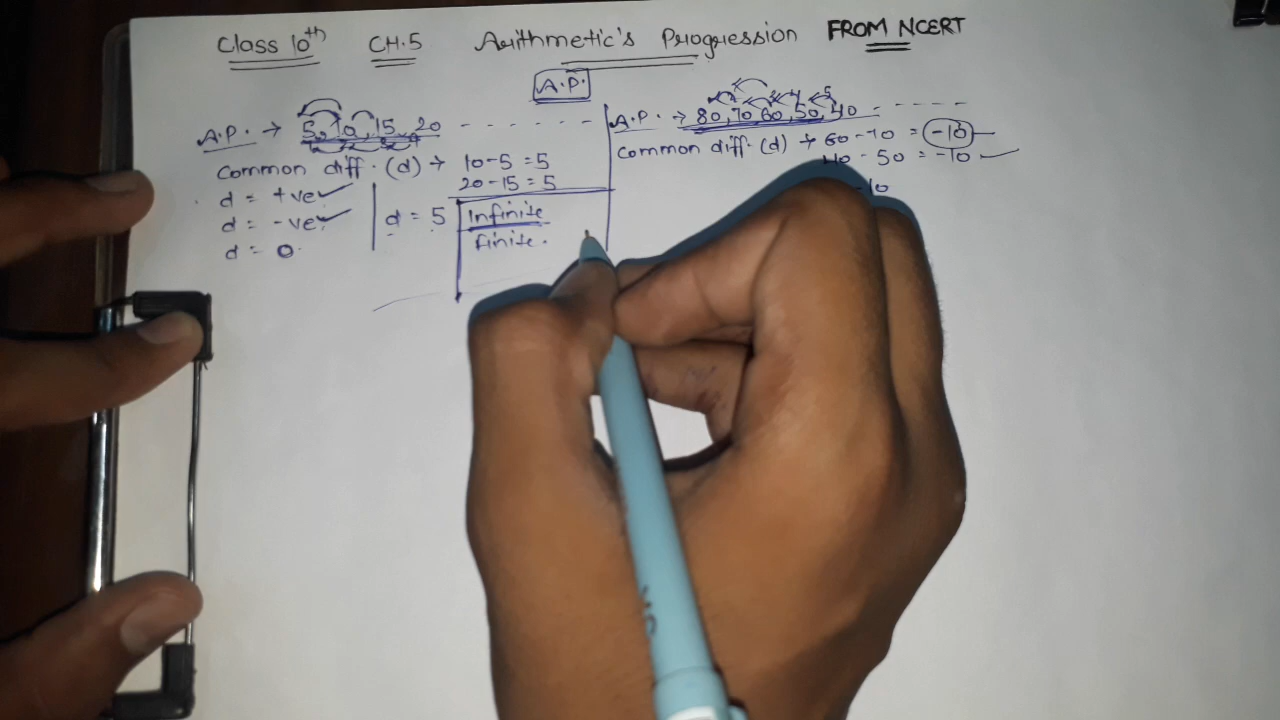 Class 10th CH.5 Arithmetic's Progression FROM NCERT
A.P.
A.P. → 5, 10, 15, 20 - - - - - -
Common diff. (d) → 10-5 = 5
20-15 = 5
d = +ve ✓
d = -ve ✓
d = 0
d = 5
Infinite
finite.
A.P. → 80, 70, 60, 50, 40 - - - - - -
Common diff. (d) → 60-70 = -10
40 - 50 = -10
-10